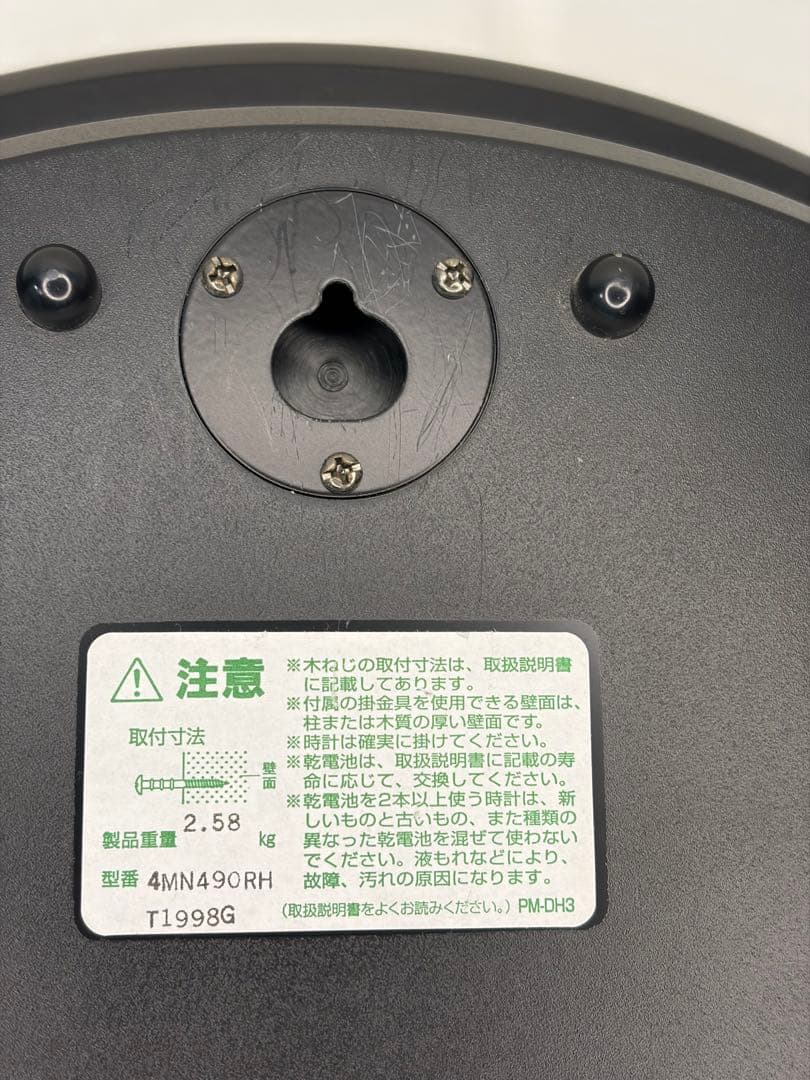 注意
取付寸法
壁面
製品重量 2.58 kg
型番 4MN490RH
T1998G
※木ねじの取付寸法は、取扱説明書
に記載してあります。
※付属の掛金具を使用できる壁面は、
柱または木質の厚い壁面です。
※時計は確実に掛けてください。
※乾電池は、取扱説明書に記載の寿
命に応じて、交換してください。
※乾電池を2本以上使う時計は、新
しいものと古いもの、また種類の
異なった乾電池を混ぜて使わない
でください。液もれなどにより、
故障、汚れの原因になります。
(取扱説明書をよくお読みください。) PM-DH3